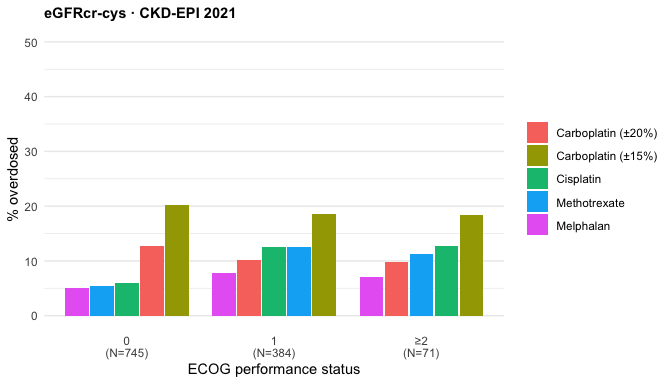 eGFRcr-cys · CKD-EPI 2021
% overdosed
50
40
30
20
10
0
0
(N=745)
1
(N=384)
≥2
(N=71)
ECOG performance status
Carboplatin (±20%)
Carboplatin (±15%)
Cisplatin
Methotrexate
Melphalan